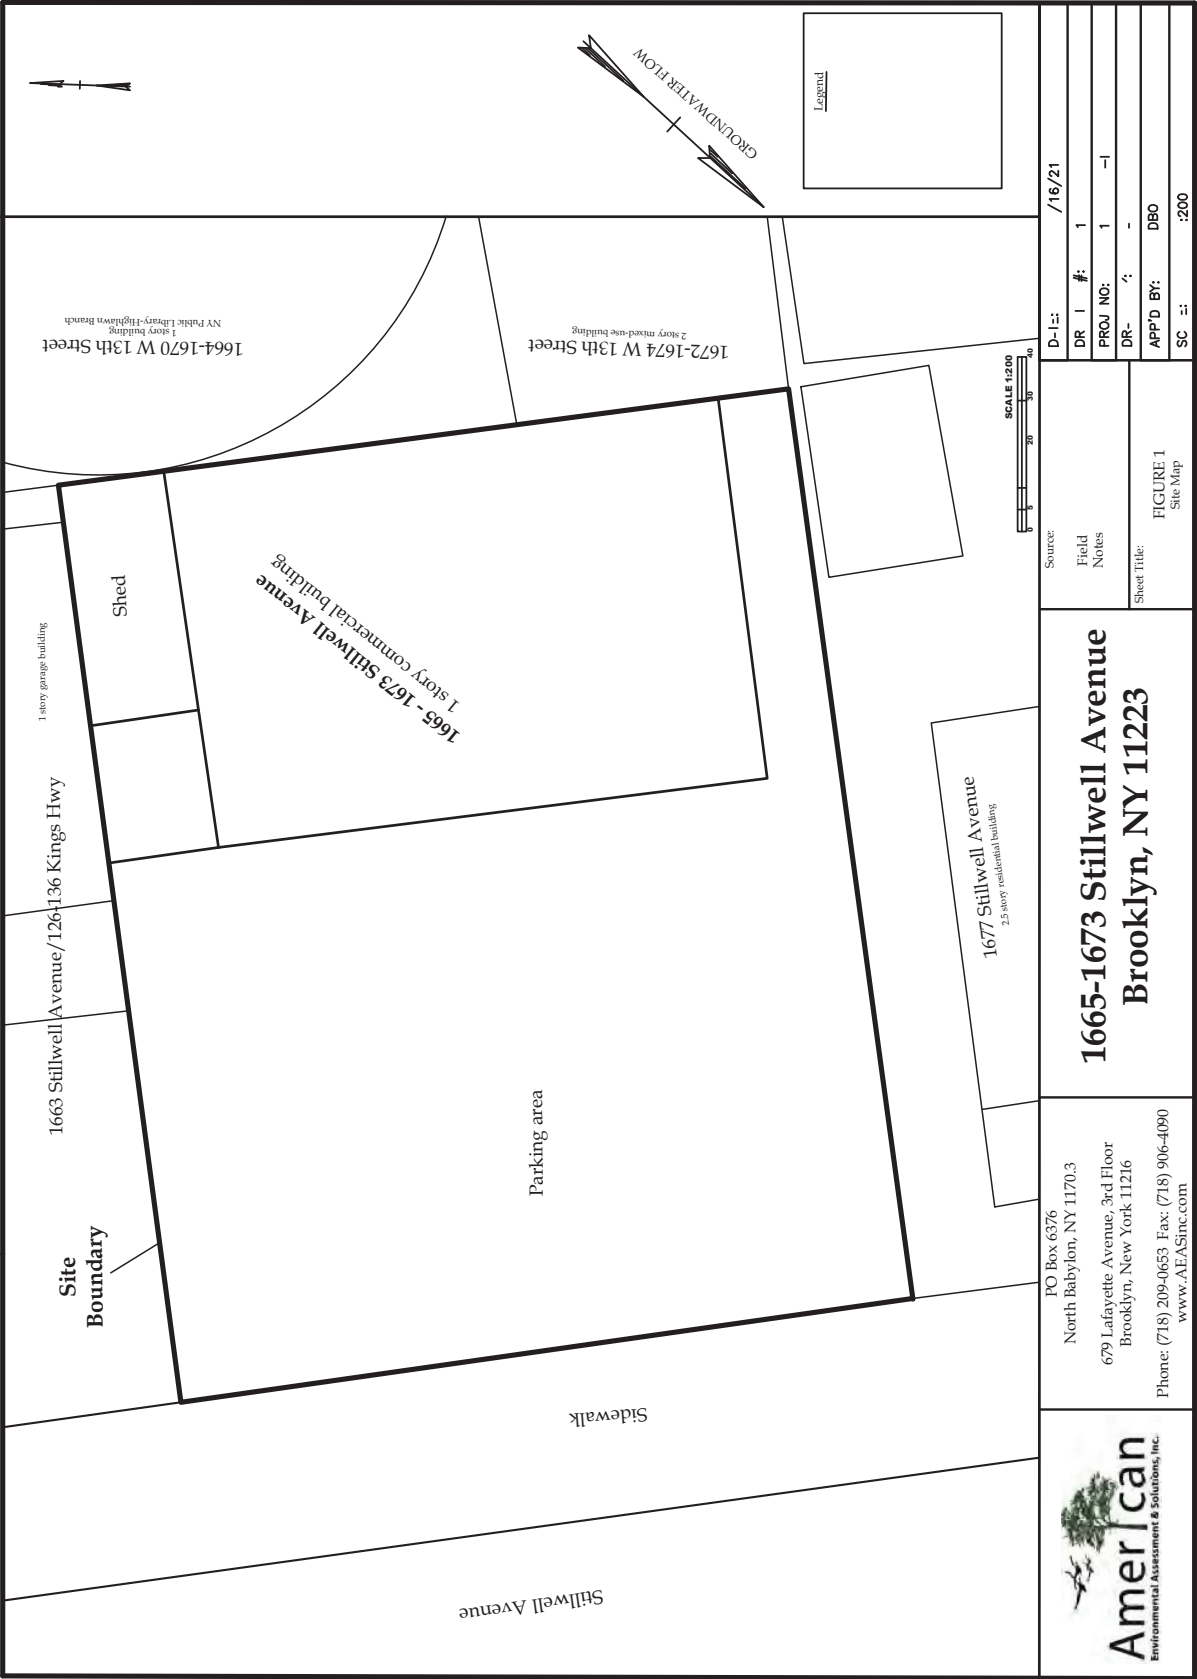 GROUNDWATER FLOW
Legend
1664-1670 W 13th Street
1 story building
NY Public Library-Highlawn Branch
1672-1674 W 13th Street
2 story mixed-use building
1 story garage building
1663 Stillwell Avenue/126-136 Kings Hwy
Shed
1665 - 1673 Stillwell Avenue
1 story commercial building
Site
Boundary
Parking area
1677 Stillwell Avenue
2.5 story residential building
Sidewalk
Stillwell Avenue
SCALE 1:200
0 5 20 30 40
American
Environmental Assessment & Solutions, Inc.
PO Box 6376
North Babylon, NY 1170.3
679 Lafayette Avenue, 3rd Floor
Brooklyn, New York 11216
Phone: (718) 209-0653 Fax: (718) 906-4090
www.AEASinc.com
1665-1673 Stillwell Avenue
Brooklyn, NY 11223
Source:
Field
Notes
Sheet Title:
FIGURE 1
Site Map
/16/21
DR #: 1
PROJ NO: 1
DR-
APP'D BY: DBO
SC :200